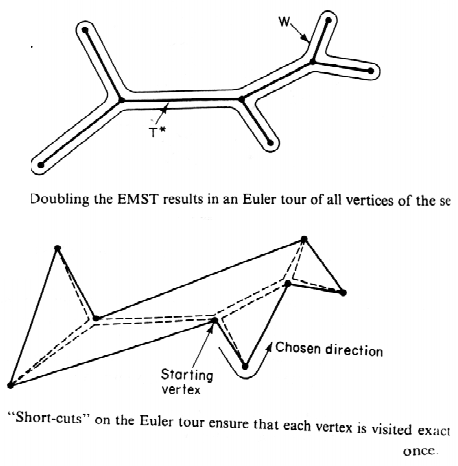 W
T*
Doubling the EMST results in an Euler tour of all vertices of the se
Chosen direction
Starting
vertex
"Short-cuts" on the Euler tour ensure that each vertex is visited exact
once.